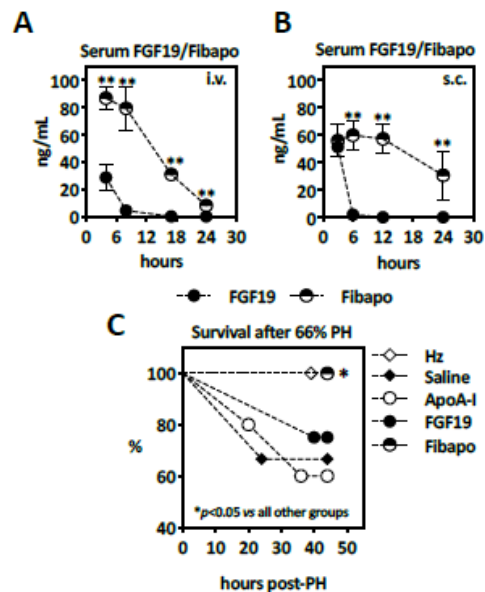 A
Serum FGF19/Fibapo
i.v.
** **
**
**
ng/mL
100
80
60
40
20
0
0 6 12 18 24 30
hours
B
Serum FGF19/Fibapo
s.c.
** **
**
ng/mL
100
80
60
40
20
0
0 6 12 18 24 30
hours
FGF19 Fibapo
C
Survival after 66% PH
*
%
100
80
60
40
*p<0.05 vs all other groups
0 10 20 30 40 50
hours post-PH
Hz
Saline
ApoA-I
FGF19
Fibapo